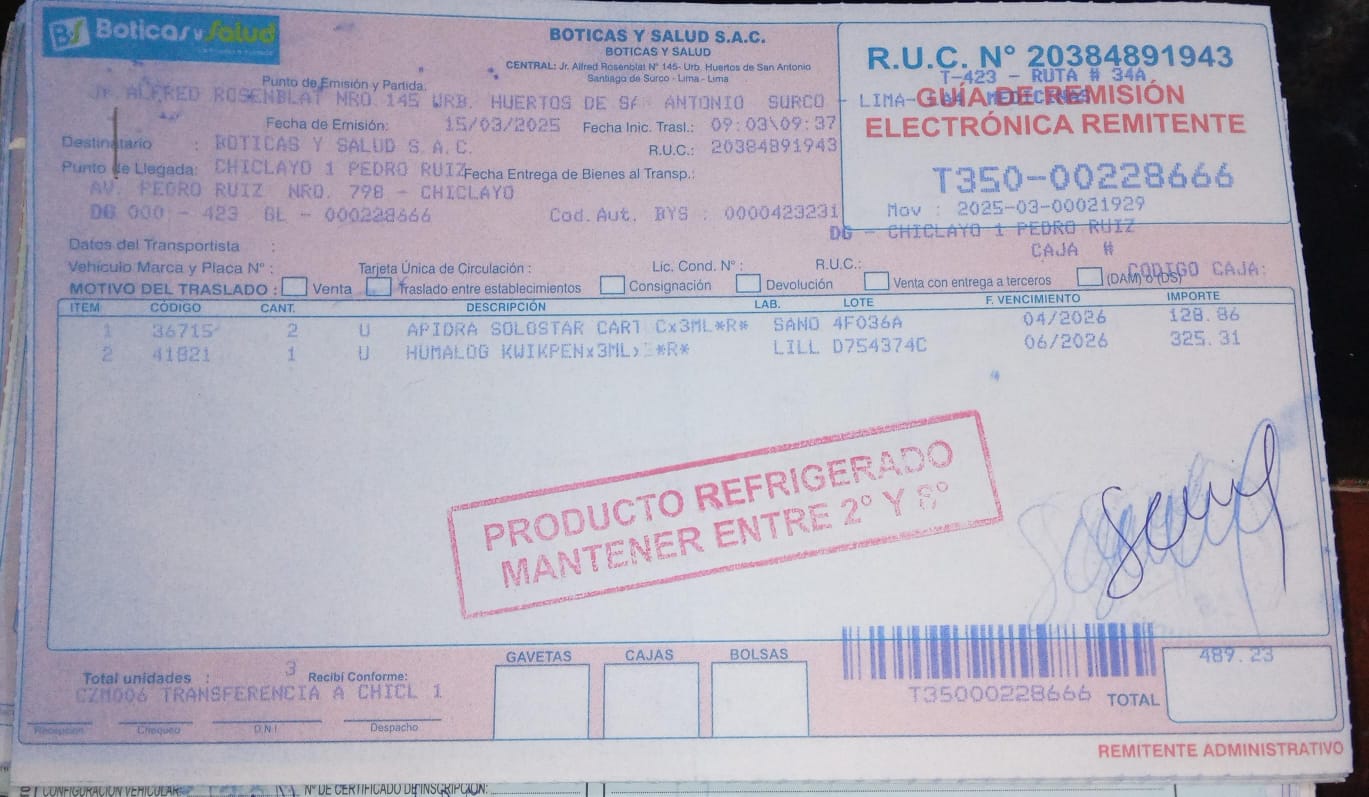 BS Boticas y Salud
BOTICAS Y SALUD S.A.C.
BOTICAS Y SALUD
CENTRAL: Jr. Alfred Rosenblat N° 145- Urb. Huertos de San Antonio
Santiago de Surco - Lima - Lima
R.U.C. N° 20384891943
T-423 - RUTA # 34A
GUÍA DE REMISIÓN
ELECTRÓNICA REMITENTE
T350-00228666
Mov : 2025-03-00021929
Punto de Emisión y Partida:
Jr. ALFRED ROSENBLAT NRO. 145 URB. HUERTOS DE SA ANTONIO SURCO - LIMA-
Fecha de Emisión: 15/03/2025 Fecha Inic. Trasl.: 09:03\09:37
Destinatario : BOTICAS Y SALUD S.A.C. R.U.C.: 20384891943
Punto de Llegada: CHICLAYO 1 PEDRO RUIZ Fecha Entrega de Bienes al Transp.:
AV. PEDRO RUIZ NRO. 798 - CHICLAYO
DG 000 - 423 GL - 000228666 Cod. Aut. BYS : 0000423231
DG - CHICLAYO 1 PEDRO RUIZ
Datos del Transportista :
CAJA #
Vehículo Marca y Placa N° : Tarjeta Única de Circulación : Lic. Cond. N° : R.U.C.:
CODIGO CAJA:
MOTIVO DEL TRASLADO : Venta Traslado entre establecimientos Consignación Devolución Venta con entrega a terceros (DAM) o (DS)
ITEM CÓDIGO CANT. DESCRIPCIÓN LAB. LOTE F. VENCIMIENTO IMPORTE
1 36715 2 U APIDRA SOLOSTAR CART Cx3ML*R* SANO 4F036A 04/2026 128.86
2 41821 1 U HUMALOG KWIKPENx3ML *R* LILL D754374C 06/2026 325.31
PRODUCTO REFRIGERADO
MANTENER ENTRE 2° Y 8°
Total unidades : 3 Recibí Conforme:
CZM006 TRANSFERENCIA A CHICL 1
Recepción Chequeo D.N.I Despacho
GAVETAS CAJAS BOLSAS
T35000228666 TOTAL 489.23
REMITENTE ADMINISTRATIVO
CONFIGURACIÓN VEHICULAR: N° DE CERTIFICADO DE INSCRIPCIÓN: